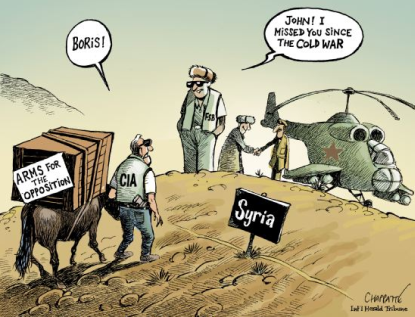 BORIS!
JOHN! I
MISSED YOU SINCE
THE COLD WAR
FSB
ARMS FOR
THE
OPPOSITION
CIA
Syria
CHAPPATTE
Int'l Herald Tribune